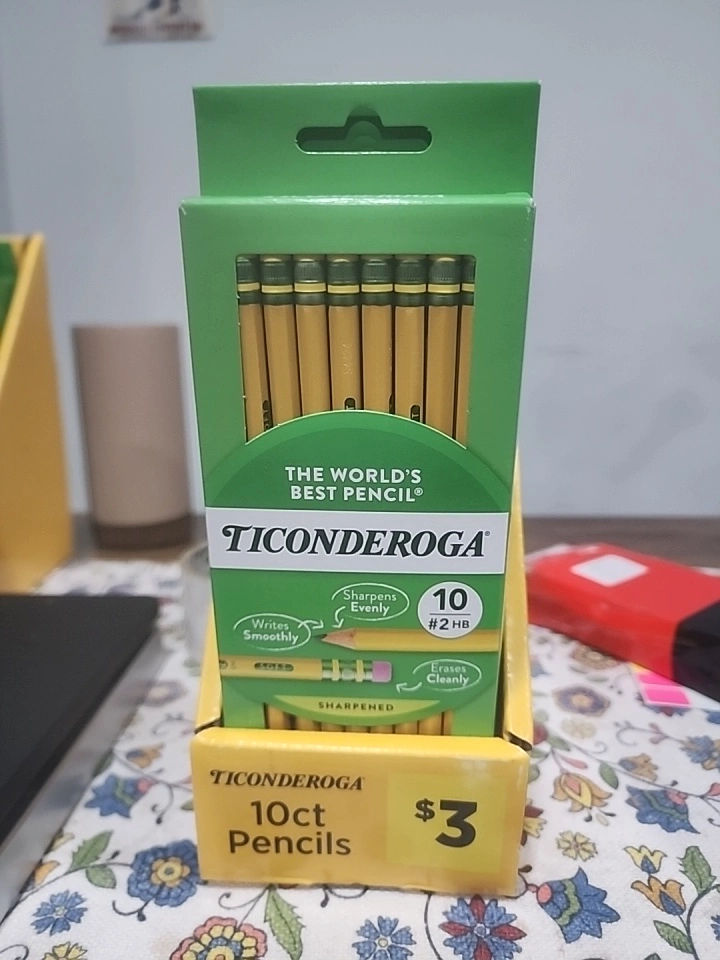 THE WORLD'S
BEST PENCIL®
TICONDEROGA®
Sharpens
Evenly
10
#2 HB
Writes
Smoothly
SOFT
Erases
Cleanly
SHARPENED
TICONDEROGA
10ct
Pencils
$3